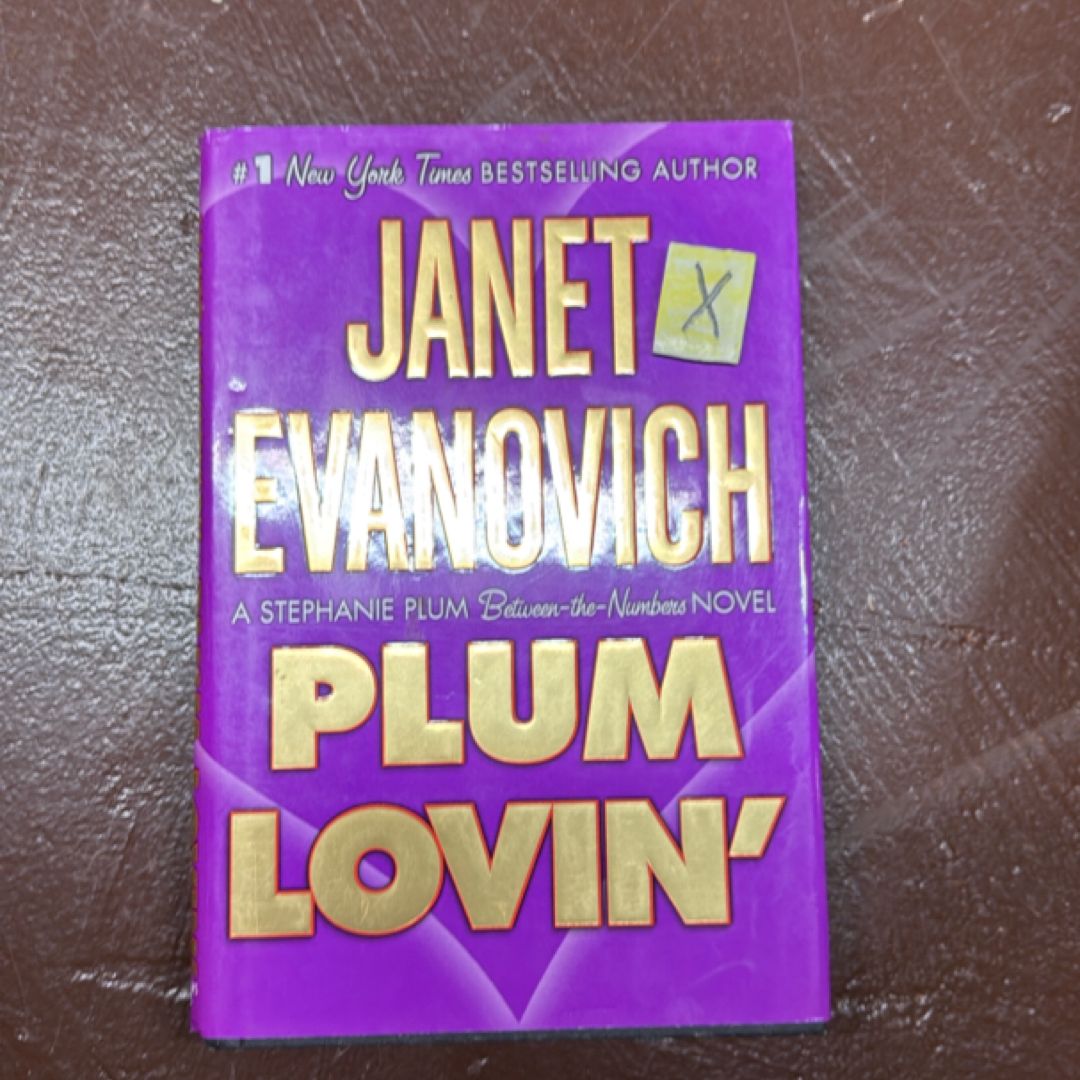 #1 New York Times BESTSELLING AUTHOR
JANET
X
EVANOVICH
A STEPHANIE PLUM Between-the-Numbers NOVEL
PLUM
LOVIN'